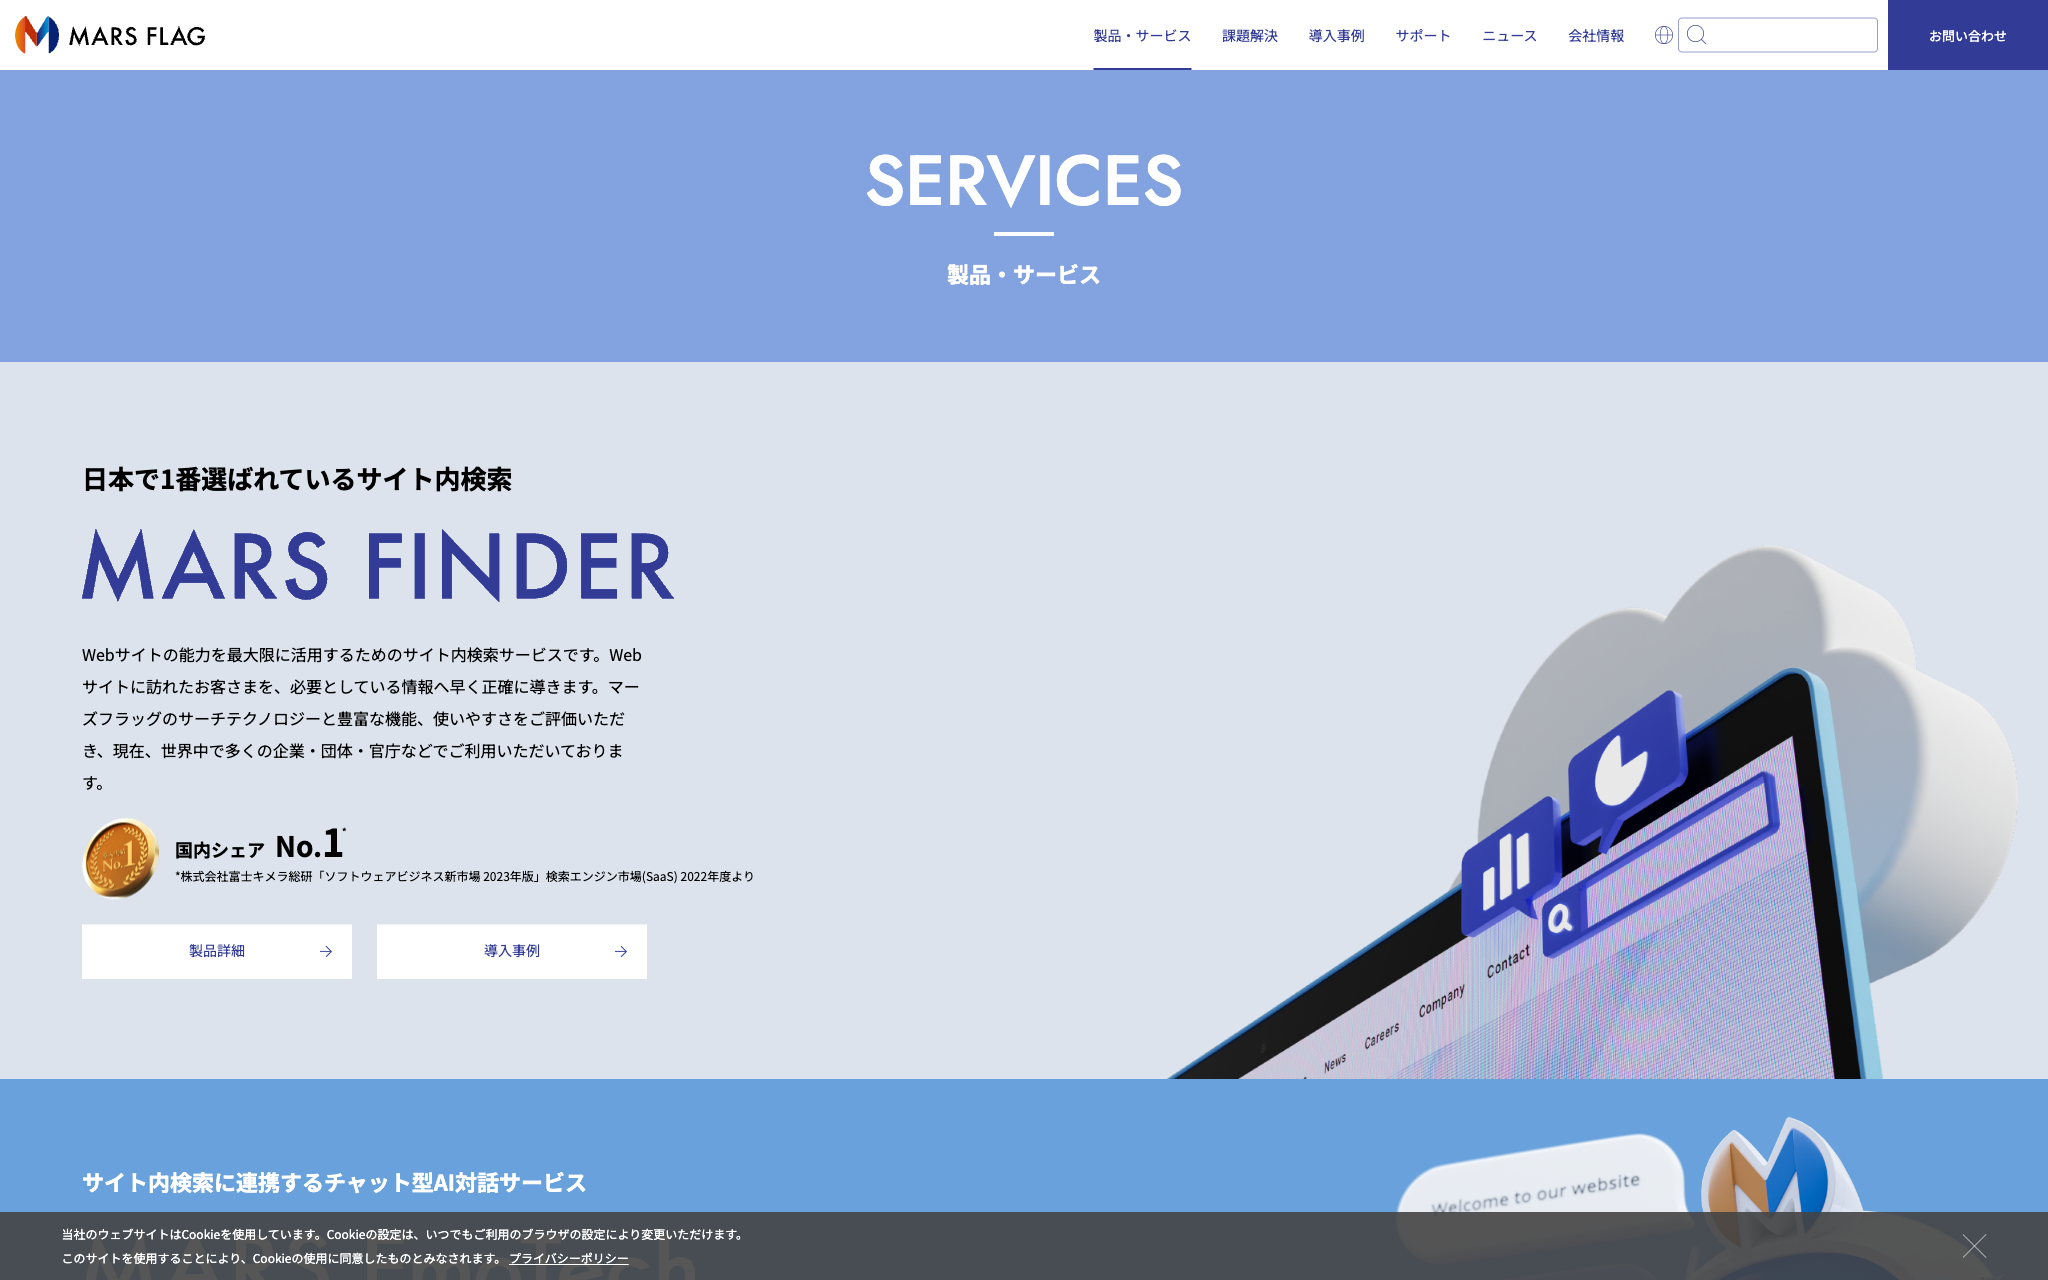 MARS FLAG
製品・サービス
課題解決
導入事例
サポート
ニュース
会社情報
お問い合わせ
SERVICES
製品・サービス
日本で1番選ばれているサイト内検索
MARS FINDER
Webサイトの能力を最大限に活用するためのサイト内検索サービスです。Web
サイトに訪れたお客さまを、必要としている情報へ早く正確に導きます。マー
ズフラッグのサーチテクノロジーと豊富な機能、使いやすさをご評価いただ
き、現在、世界中で多くの企業・団体・官庁などでご利用いただいておりま
す。
No.1
国内シェア No.1*
*株式会社富士キメラ総研「ソフトウェアビジネス新市場 2023年版」検索エンジン市場(SaaS) 2022年度より
製品詳細
導入事例
News
Careers
Company
Contact
サイト内検索に連携するチャット型AI対話サービス
MARS EmoTech
Welcome to our website
当社のウェブサイトはCookieを使用しています。Cookieの設定は、いつでもご利用のブラウザの設定により変更いただけます。
このサイトを使用することにより、Cookieの使用に同意したものとみなされます。 プライバシーポリシー